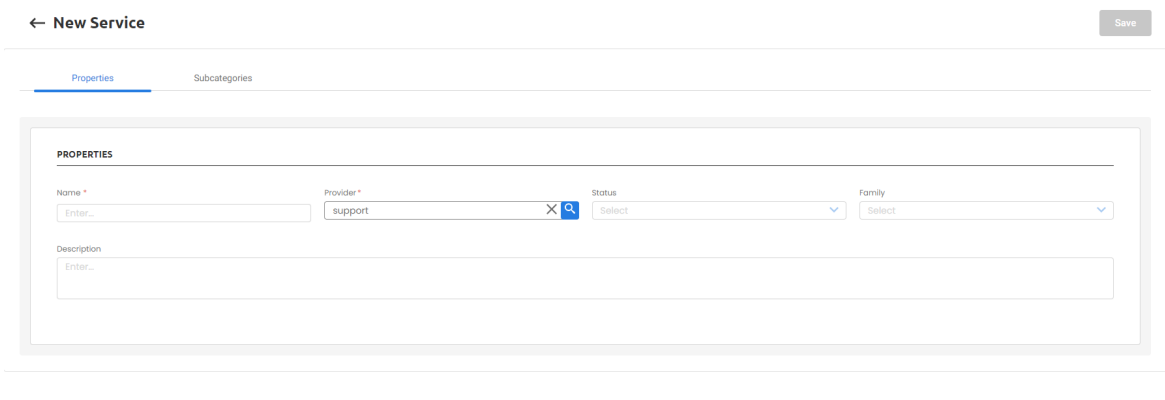 ← New Service
Save
Properties
Subcategories
PROPERTIES
Name *
Provider *
Status
Family
Enter...
support
Select
Select
Description
Enter...